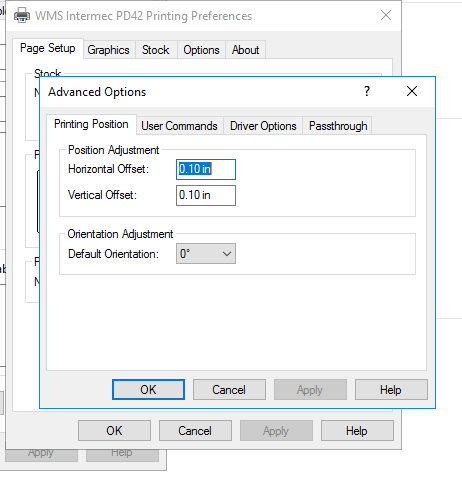 WMS Intermec PD42 Printing Preferences
Page Setup Graphics Stock Options About
Stock
Advanced Options
Printing Position User Commands Driver Options Passthrough
Position Adjustment
Horizontal Offset: 0.10 in
Vertical Offset: 0.10 in
Orientation Adjustment
Default Orientation: 0°
OK Cancel Apply Help
OK Cancel Apply Help
Apply Help